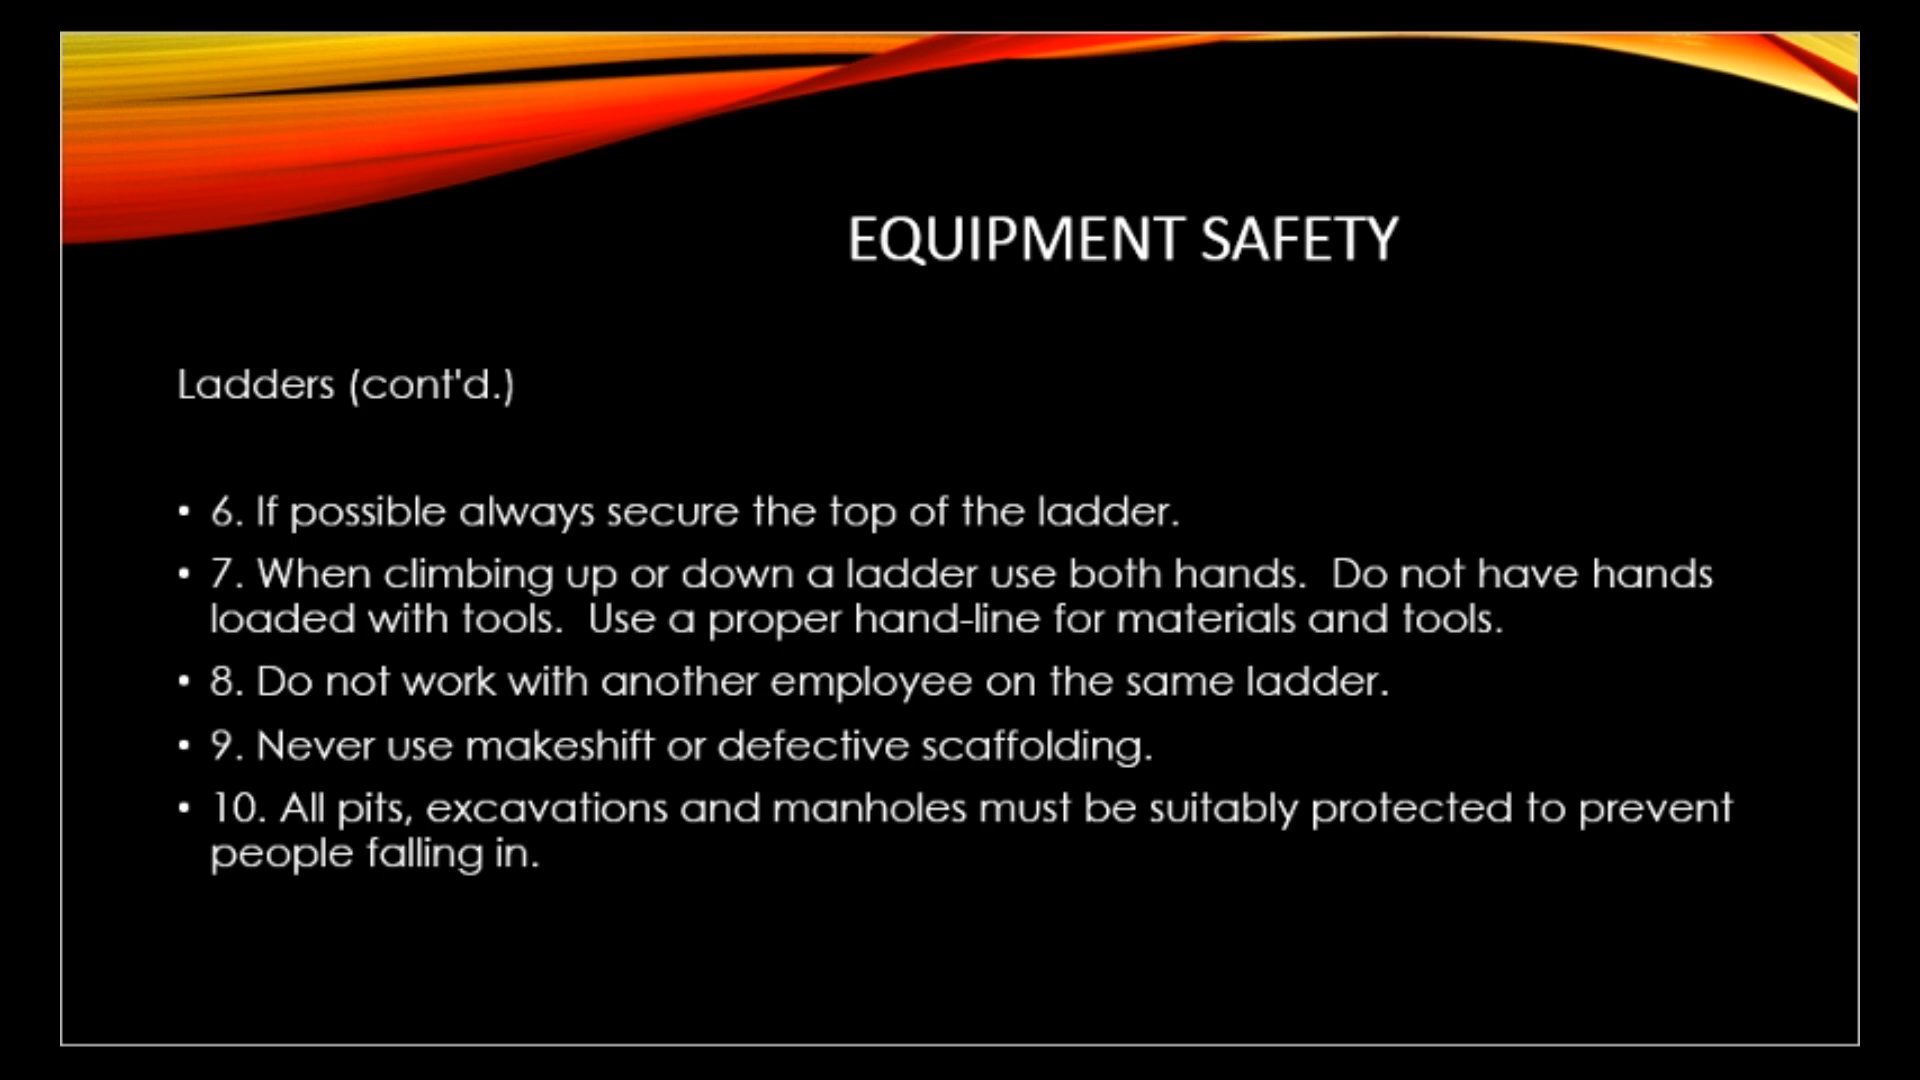 EQUIPMENT SAFETY
Ladders (cont'd.)
• 6. If possible always secure the top of the ladder.
• 7. When climbing up or down a ladder use both hands.  Do not have hands
loaded with tools.  Use a proper hand-line for materials and tools.
• 8. Do not work with another employee on the same ladder.
• 9. Never use makeshift or defective scaffolding.
• 10. All pits, excavations and manholes must be suitably protected to prevent
people falling in.